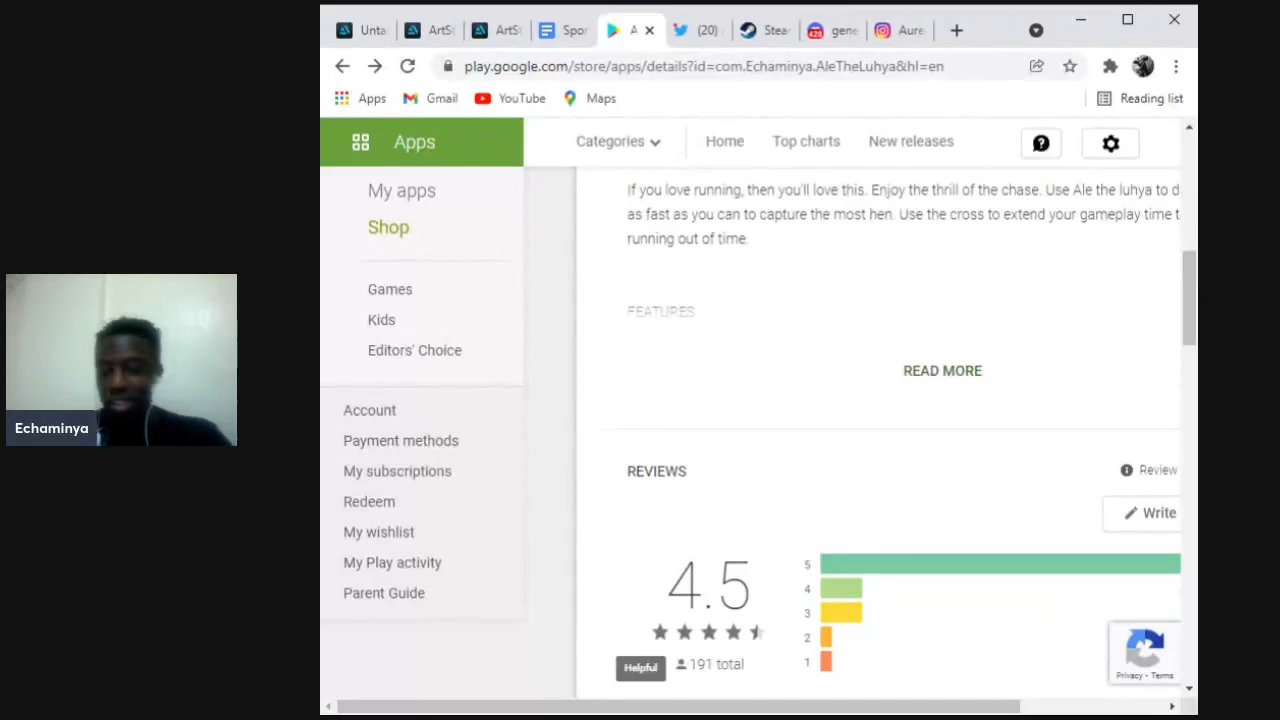 Unta
ArtS
ArtS
Spor
A
(20)
Stea
gene
Aure
play.google.com/store/apps/details?id=com.Echaminya.AleTheLuhya&hl=en
Apps
Gmail
YouTube
Maps
Reading list
Apps
Categories
Home
Top charts
New releases
My apps
Shop
Games
Kids
Editors' Choice
Account
Payment methods
My subscriptions
Redeem
My wishlist
My Play activity
Parent Guide
If you love running, then you'll love this. Enjoy the thrill of the chase. Use Ale the luhya to d
as fast as you can to capture the most hen. Use the cross to extend your gameplay time t
running out of time.
FEATURES
READ MORE
REVIEWS
Review
Write
4.5
5
4
3
2
1
Helpful
191 total
Privacy - Terms
Echaminya